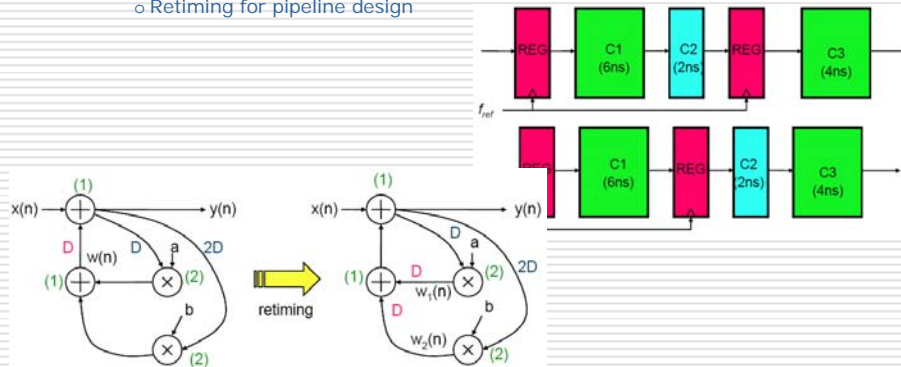 o Retiming for pipeline design
REG C1 (6ns) C2 (2ns) REG C3 (4ns)
f_ref
REG C1 (6ns) REG C2 (2ns) C3 (4ns)
(1) (1)
x(n) + y(n) x(n) + y(n)
D w(n) D a 2D D a 2D
(1) + × (2) (1) + D × (2)
retiming w₁(n)
b D b
w₂(n)
× (2) × (2)